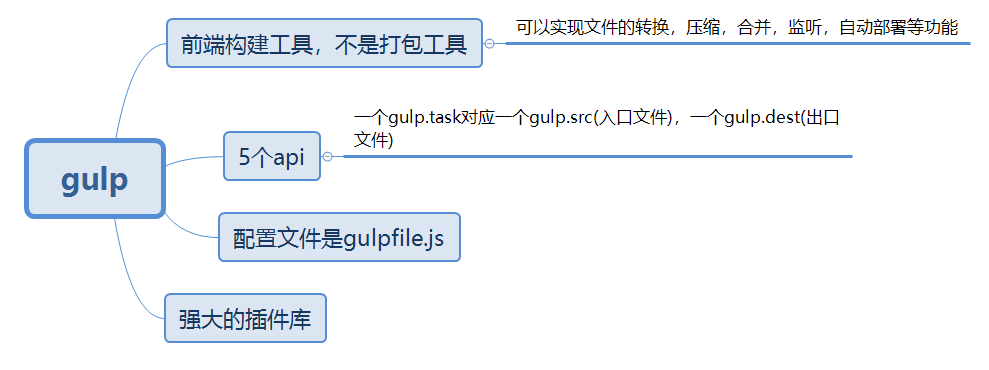 gulp
前端构建工具，不是打包工具
可以实现文件的转换，压缩，合并，监听，自动部署等功能
5个api
一个gulp.task对应一个gulp.src(入口文件)，一个gulp.dest(出口
文件)
配置文件是gulpfile.js
强大的插件库